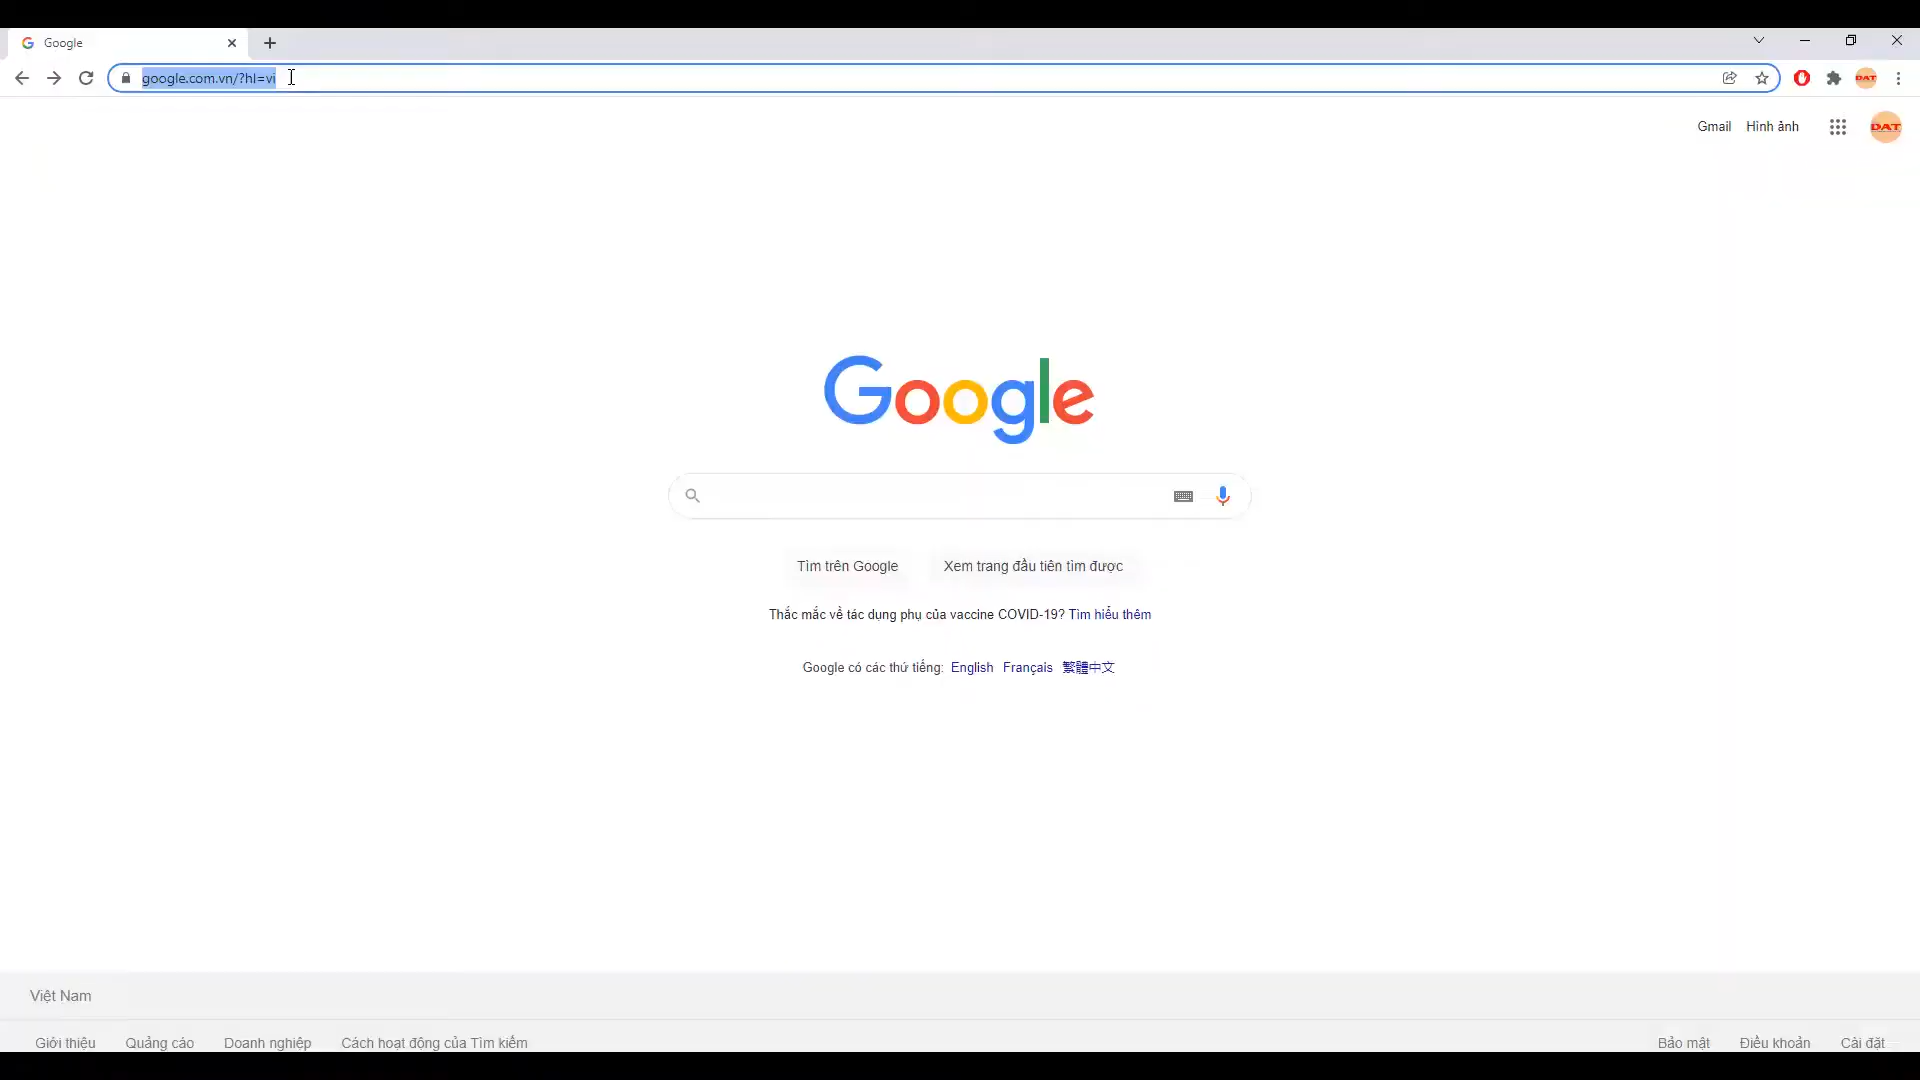 Google
google.com.vn/?hl=vi
DAT
Gmail Hình ảnh
DAT
Google
Tìm trên Google Xem trang đầu tiên tìm được
Thắc mắc về tác dụng phụ của vaccine COVID-19? Tìm hiểu thêm
Google có các thứ tiếng: English Français 繁體中文
Việt Nam
Giới thiệu Quảng cáo Doanh nghiệp Cách hoạt động của Tìm kiếm Bảo mật Điều khoản Cài đặt